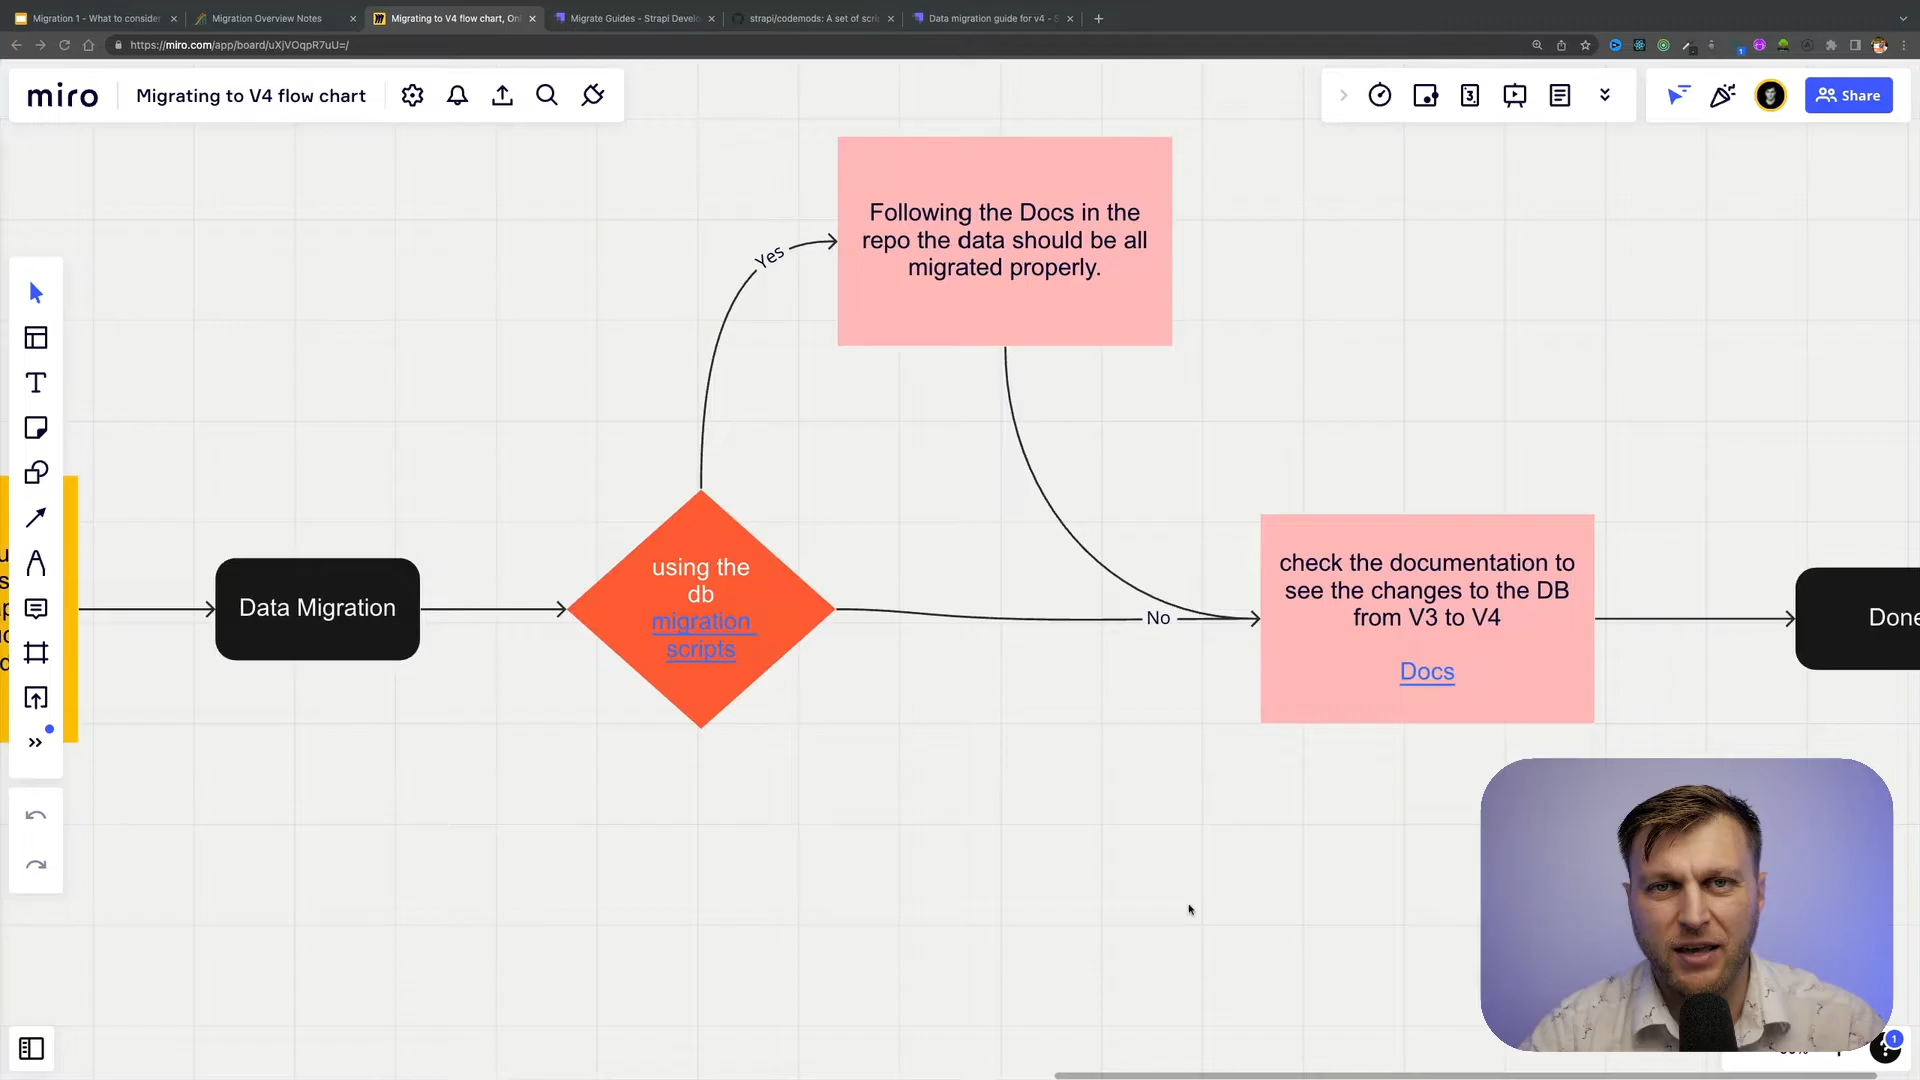 Migration 1 - What to consider
Migration Overview Notes
Migrating to V4 flow chart, On
Migrate Guides - Strapi Develo
strapi/codemods: A set of scri
Data migration guide for v4 - S
https://miro.com/app/board/uXjVOqpR7uU=/
miro
Migrating to V4 flow chart
3
Share
Following the Docs in the
repo the data should be all
migrated properly.
Yes
Data Migration
using the
db
migration
scripts
No
check the documentation to
see the changes to the DB
from V3 to V4
Docs
Done
1